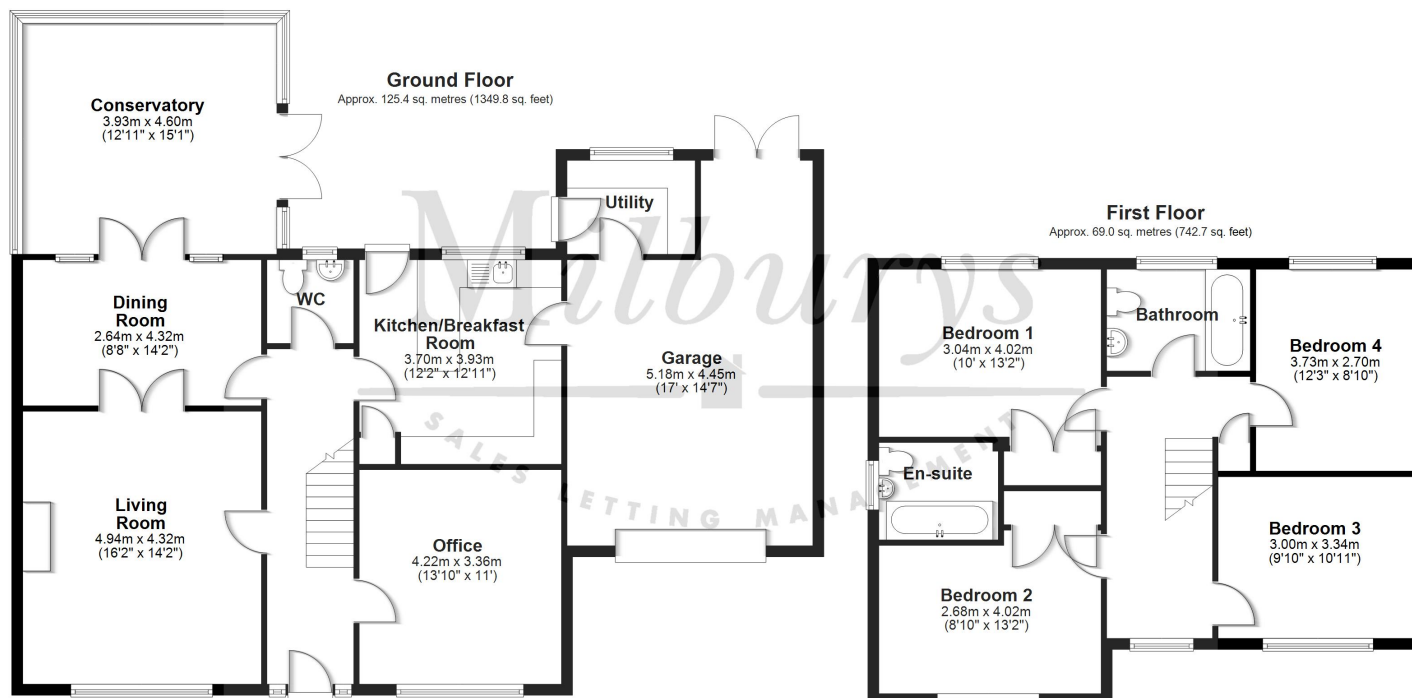 Ground Floor
Approx. 125.4 sq. metres (1349.8 sq. feet)
Conservatory
3.93m x 4.60m
(12'11" x 15'1")
Utility
WC
Dining
Room
2.64m x 4.32m
(8'8" x 14'2")
Kitchen/Breakfast
Room
3.70m x 3.93m
(12'2" x 12'11")
Garage
5.18m x 4.45m
(17' x 14'7")
Living
Room
4.94m x 4.32m
(16'2" x 14'2")
Office
4.22m x 3.36m
(13'10" x 11')
First Floor
Approx. 69.0 sq. metres (742.7 sq. feet)
Bedroom 1
3.04m x 4.02m
(10' x 13'2")
Bathroom
Bedroom 4
3.73m x 2.70m
(12'3" x 8'10")
En-suite
Bedroom 3
3.00m x 3.34m
(9'10" x 10'11")
Bedroom 2
2.68m x 4.02m
(8'10" x 13'2")
Milburys
SALES LETTING MANAGEMENT